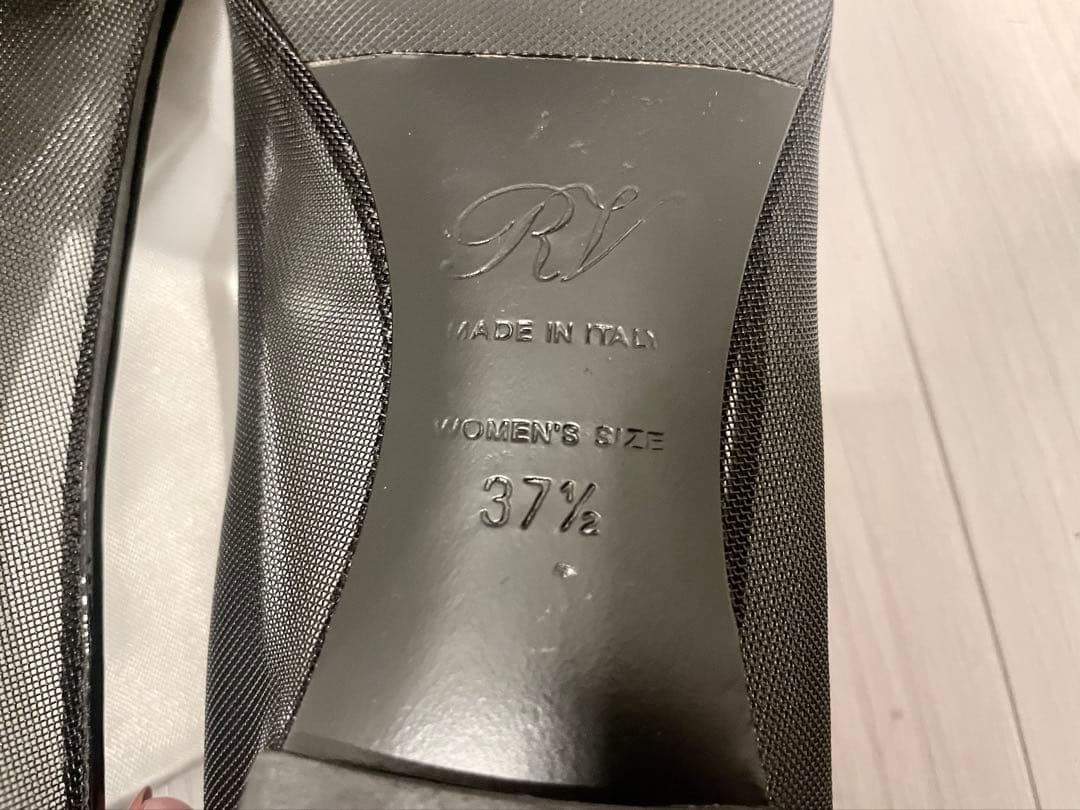 RV
MADE IN ITALY
WOMEN'S SIZE
37½